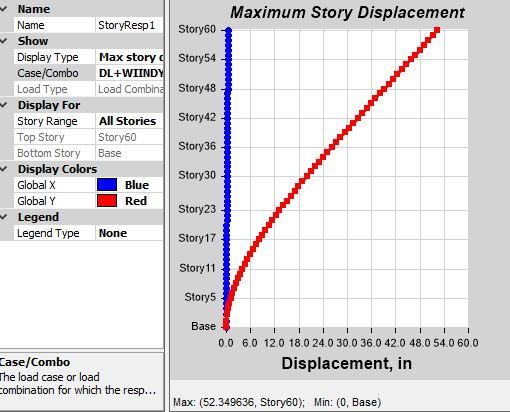 Name
Name StoryResp1
Show
Display Type Max story d
Case/Combo DL+WIINDY
Load Type Load Combina
Display For
Story Range All Stories
Top Story Story60
Bottom Story Base
Display Colors
Global X Blue
Global Y Red
Legend
Legend Type None
Case/Combo
The load case or load
combination for which the resp...
Maximum Story Displacement
Story60
Story54
Story48
Story42
Story36
Story30
Story23
Story17
Story11
Story5
Base
0.0 6.0 12.0 18.0 24.0 30.0 36.0 42.0 48.0 54.0 60.0
Displacement, in
Max: (52.349636, Story60); Min: (0, Base)